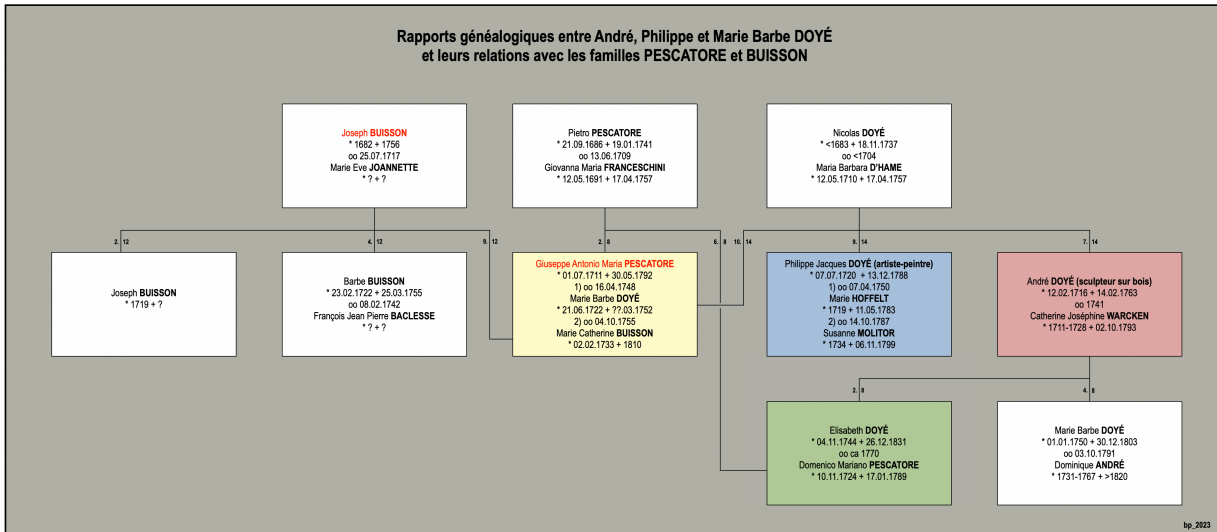 Rapports généalogiques entre André, Philippe et Marie Barbe DOYÉ
et leurs relations avec les familles PESCATORE et BUISSON
Joseph BUISSON
* 1682 + 1756
oo 25.07.1717
Marie Eve JOANNETTE
* ? + ?
Pietro PESCATORE
* 21.09.1686 + 19.01.1741
oo 13.06.1709
Giovanna Maria FRANCESCHINI
* 12.05.1691 + 17.04.1757
Nicolas DOYÉ
* <1683 + 18.11.1737
oo <1704
Maria Barbara D'HAME
* 12.05.1710 + 17.04.1757
2. 12
4. 12
9. 12
2. 8
6. 8
10. 14
9. 14
7. 14
Joseph BUISSON
* 1719 + ?
Barbe BUISSON
* 23.02.1722 + 25.03.1755
oo 08.02.1742
François Jean Pierre BACLESSE
* ? + ?
Giuseppe Antonio Maria PESCATORE
* 01.07.1711 + 30.05.1792
1) oo 16.04.1748
Marie Barbe DOYÉ
* 21.06.1722 + ??.03.1752
2) oo 04.10.1755
Marie Catherine BUISSON
* 02.02.1733 + 1810
Philippe Jacques DOYÉ (artiste-peintre)
* 07.07.1720 + 13.12.1788
1) oo 07.04.1750
Marie HOFFELT
* 1719 + 11.05.1783
2) oo 14.10.1787
Susanne MOLITOR
* 1734 + 06.11.1799
André DOYÉ (sculpteur sur bois)
* 12.02.1716 + 14.02.1763
oo 1741
Catherine Joséphine WARCKEN
* 1711-1728 + 02.10.1793
2. 8
4. 8
Elisabeth DOYÉ
* 04.11.1744 + 26.12.1831
oo ca 1770
Domenico Mariano PESCATORE
* 10.11.1724 + 17.01.1789
Marie Barbe DOYÉ
* 01.01.1750 + 30.12.1803
oo 03.10.1791
Dominique ANDRÉ
* 1731-1767 + >1820
bp_2023